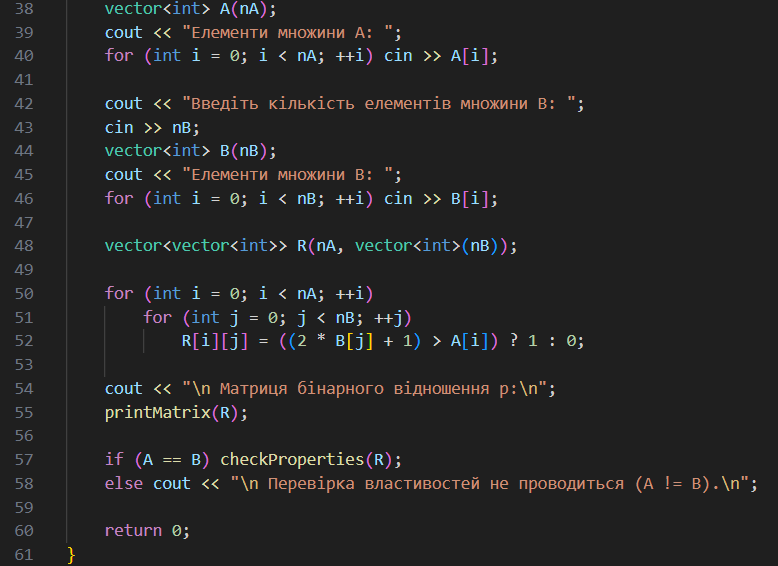 38 vector<int> A(nA);
39 cout << "Елементи множини A: ";
40 for (int i = 0; i < nA; ++i) cin >> A[i];
41
42 cout << "Введіть кількість елементів множини B: ";
43 cin >> nB;
44 vector<int> B(nB);
45 cout << "Елементи множини B: ";
46 for (int i = 0; i < nB; ++i) cin >> B[i];
47
48 vector<vector<int>> R(nA, vector<int>(nB));
49
50 for (int i = 0; i < nA; ++i)
51 for (int j = 0; j < nB; ++j)
52 R[i][j] = ((2 * B[j] + 1) > A[i]) ? 1 : 0;
53
54 cout << "\n Матриця бінарного відношення ρ:\n";
55 printMatrix(R);
56
57 if (A == B) checkProperties(R);
58 else cout << "\n Перевірка властивостей не проводиться (A != B).\n";
59
60 return 0;
61 }